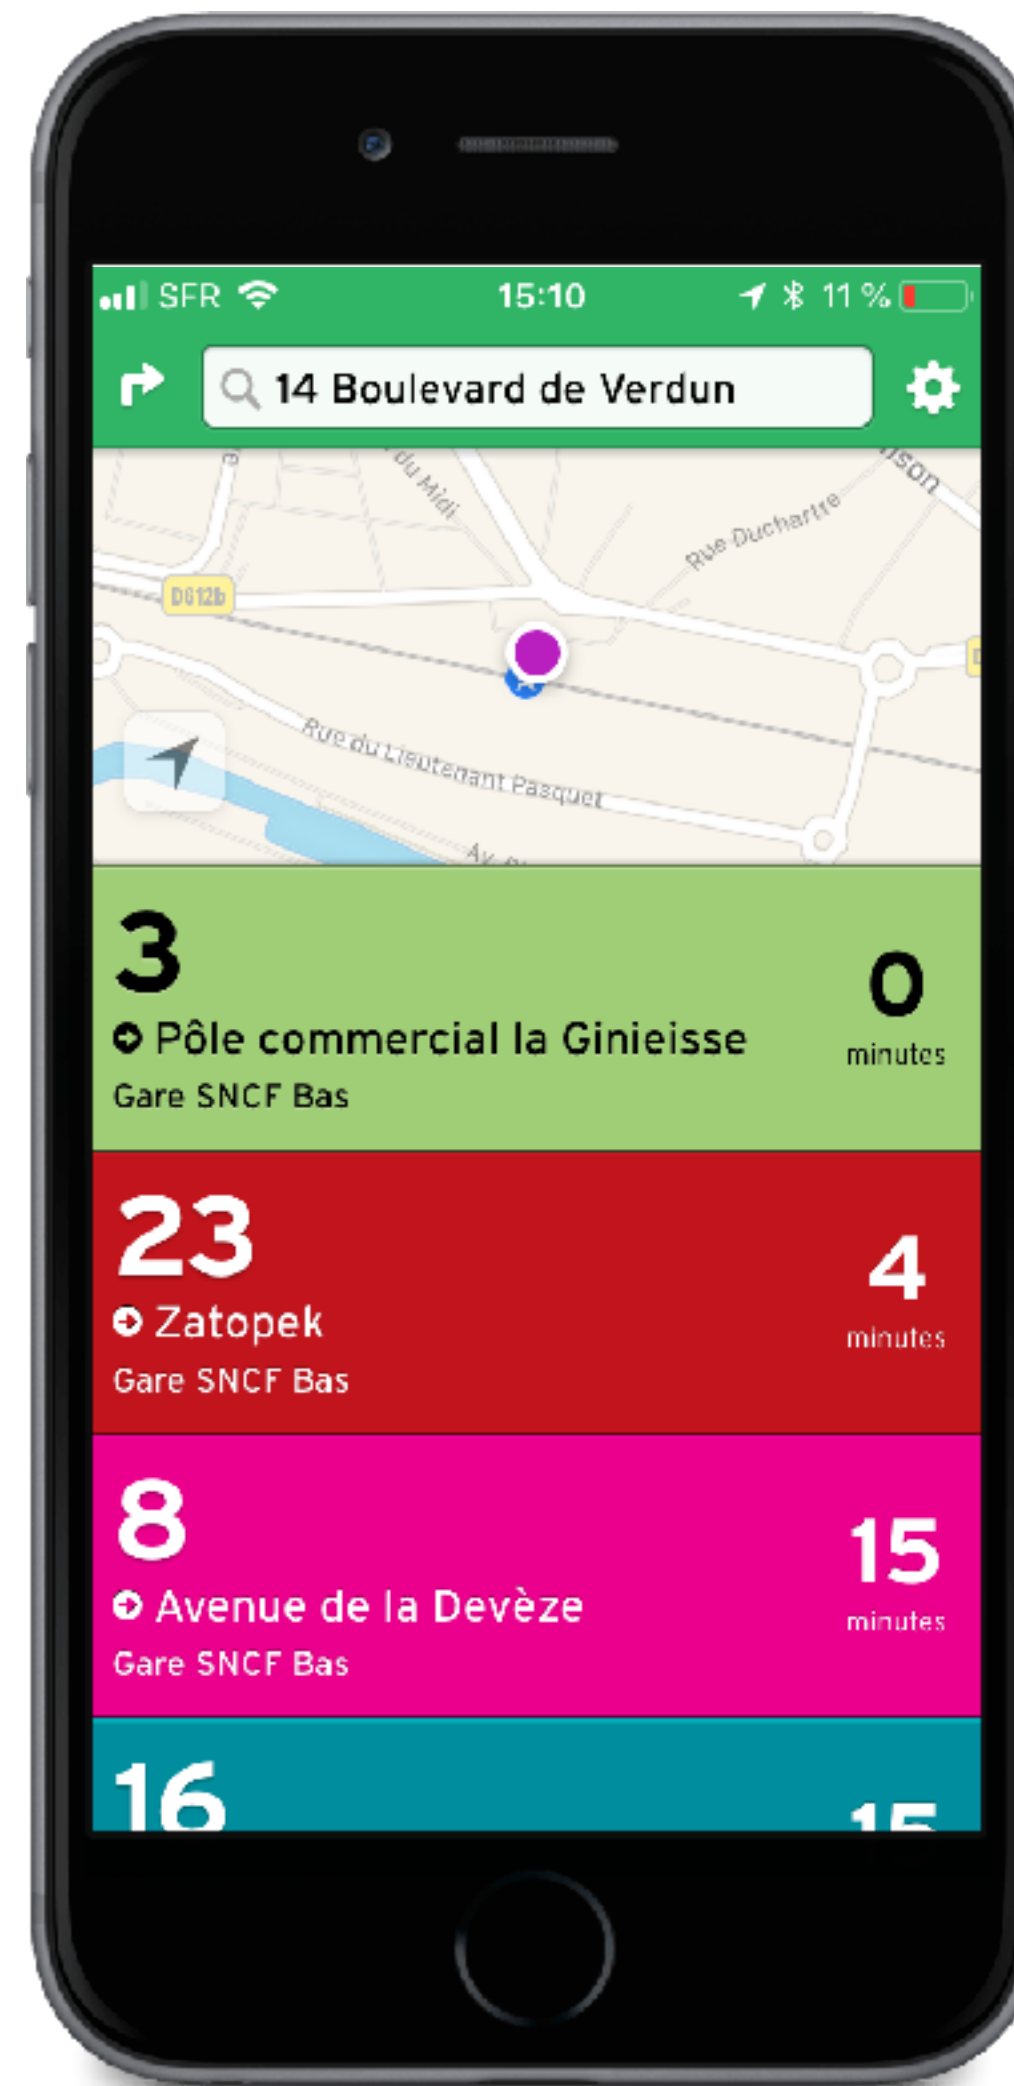 SFR 15:10 11 %
14 Boulevard de Verdun
du Midi
Rue Duchartre
D612b
Rue du Lieutenant Pasquet
Av.
3
Pôle commercial la Ginieisse
Gare SNCF Bas
0
minutes
23
Zatopek
Gare SNCF Bas
4
minutes
8
Avenue de la Devèze
Gare SNCF Bas
15
minutes
16
15